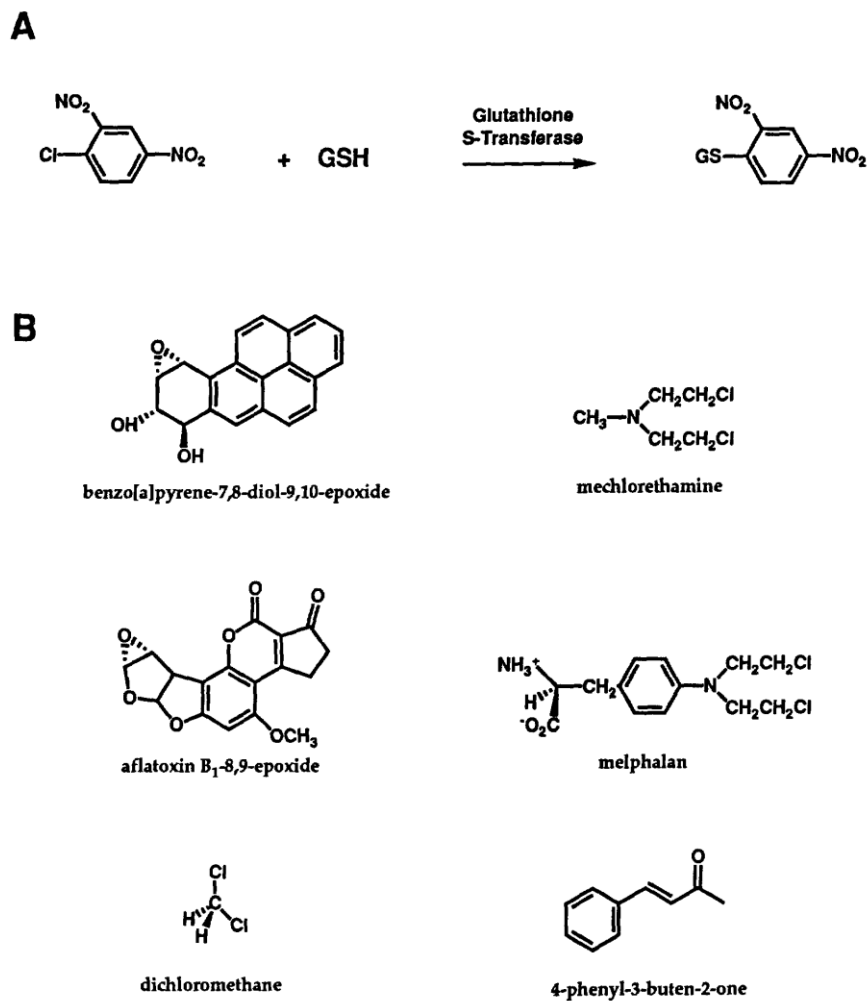 A
NO₂
Cl
NO₂
+ GSH
Glutathione
S-Transferase
NO₂
GS
NO₂
B
O
OH
OH
benzo[a]pyrene-7,8-diol-9,10-epoxide
CH₂CH₂Cl
CH₃ N
CH₂CH₂Cl
mechlorethamine
O
O
O
O
O
O
OCH₃
aflatoxin B₁-8,9-epoxide
NH₃⁺
H
CH₂
⁻O₂C
N
CH₂CH₂Cl
CH₂CH₂Cl
melphalan
Cl
C
H
Cl
H
dichloromethane
O
4-phenyl-3-buten-2-one